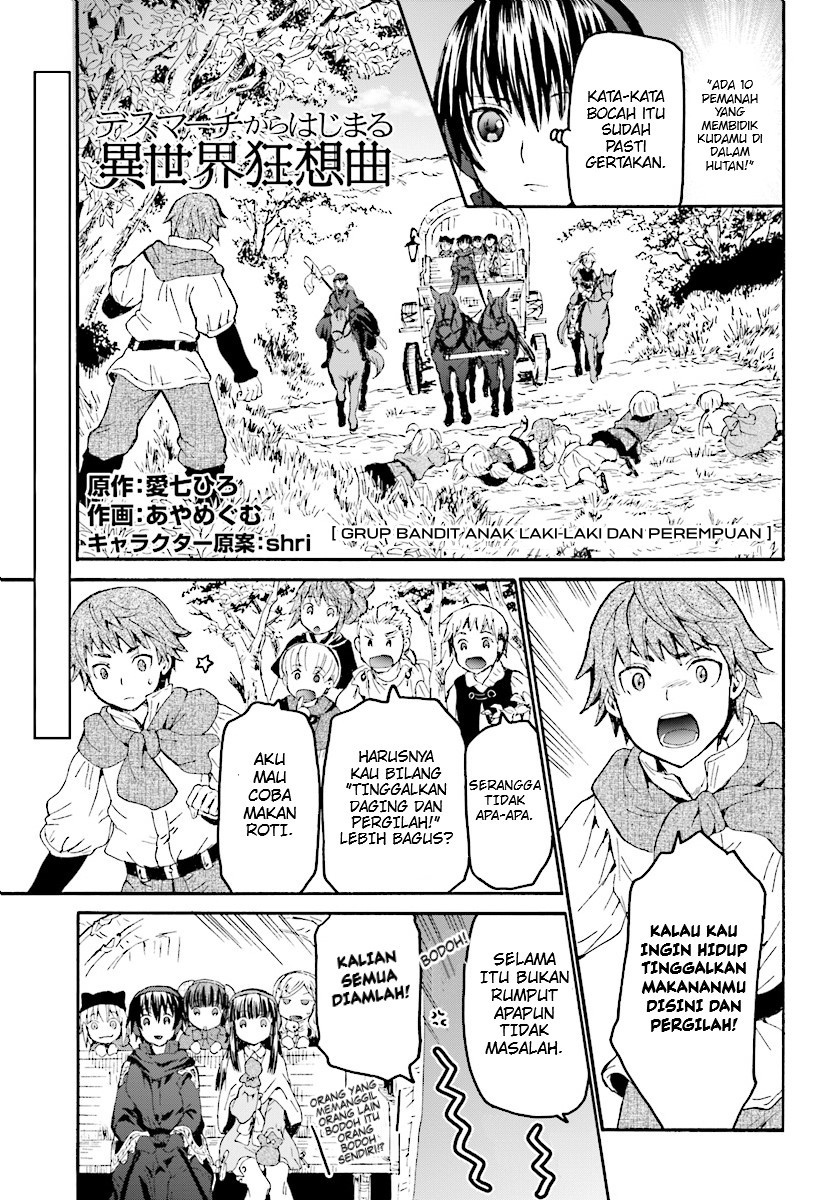 "ADA 10
PEMANAH
YANG
MEMBIDIK
KUDAMU DI
DALAM
HUTAN!"
KATA-KATA
BOCAH ITU
SUDAH
PASTI
GERTAKAN.
デスマーチからはじまる
異世界狂想曲
原作：愛七ひろ
作画：あやめぐむ
キャラクター原案：shri
[ GRUP BANDIT ANAK LAKI-LAKI DAN PEREMPUAN ]
KALAU KAU
INGIN HIDUP
TINGGALKAN
MAKANANMU
DISINI DAN
PERGILAH!
SERANGGA
TIDAK
APA-APA.
HARUSNYA
KAU BILANG
"TINGGALKAN
DAGING DAN
PERGILAH!"
LEBIH BAGUS?
AKU
MAU
COBA
MAKAN
ROTI.
SELAMA
ITU BUKAN
RUMPUT
APAPUN
TIDAK
MASALAH.
BODOH!
KALIAN
SEMUA
DIAMLAH!
ORANG YANG
MEMANGGIL
ORANG LAIN
BODOH ITU
ORANG
BODOH
SENDIRI!?